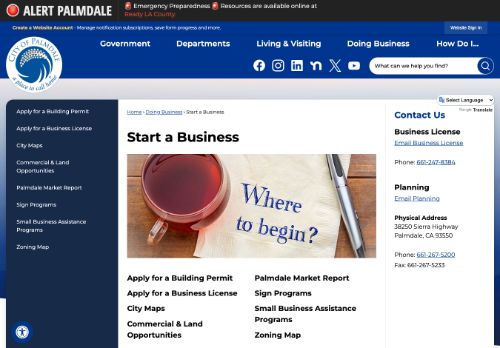 ALERT PALMDALE
🚨 Emergency Preparedness 🚨 Resources are available online at
Ready LA County.
Create a Website Account - Manage notification subscriptions, save form progress and more.
Website Sign In
CITY OF PALMDALE
a place to call home
Government
Departments
Living & Visiting
Doing Business
How Do I...
What can we help you find?
Select Language
Google Translate
Apply for a Building Permit
Apply for a Business License
City Maps
Commercial & Land
Opportunities
Palmdale Market Report
Sign Programs
Small Business Assistance
Programs
Zoning Map
Home › Doing Business › Start a Business
Start a Business
Where
to begin?
Apply for a Building Permit
Apply for a Business License
City Maps
Commercial & Land
Opportunities
Palmdale Market Report
Sign Programs
Small Business Assistance
Programs
Zoning Map
Contact Us
Business License
Email Business License
Phone: 661-247-8384
Planning
Email Planning
Physical Address
38250 Sierra Highway
Palmdale, CA 93550
Phone: 661-267-5200
Fax: 661-267-5233